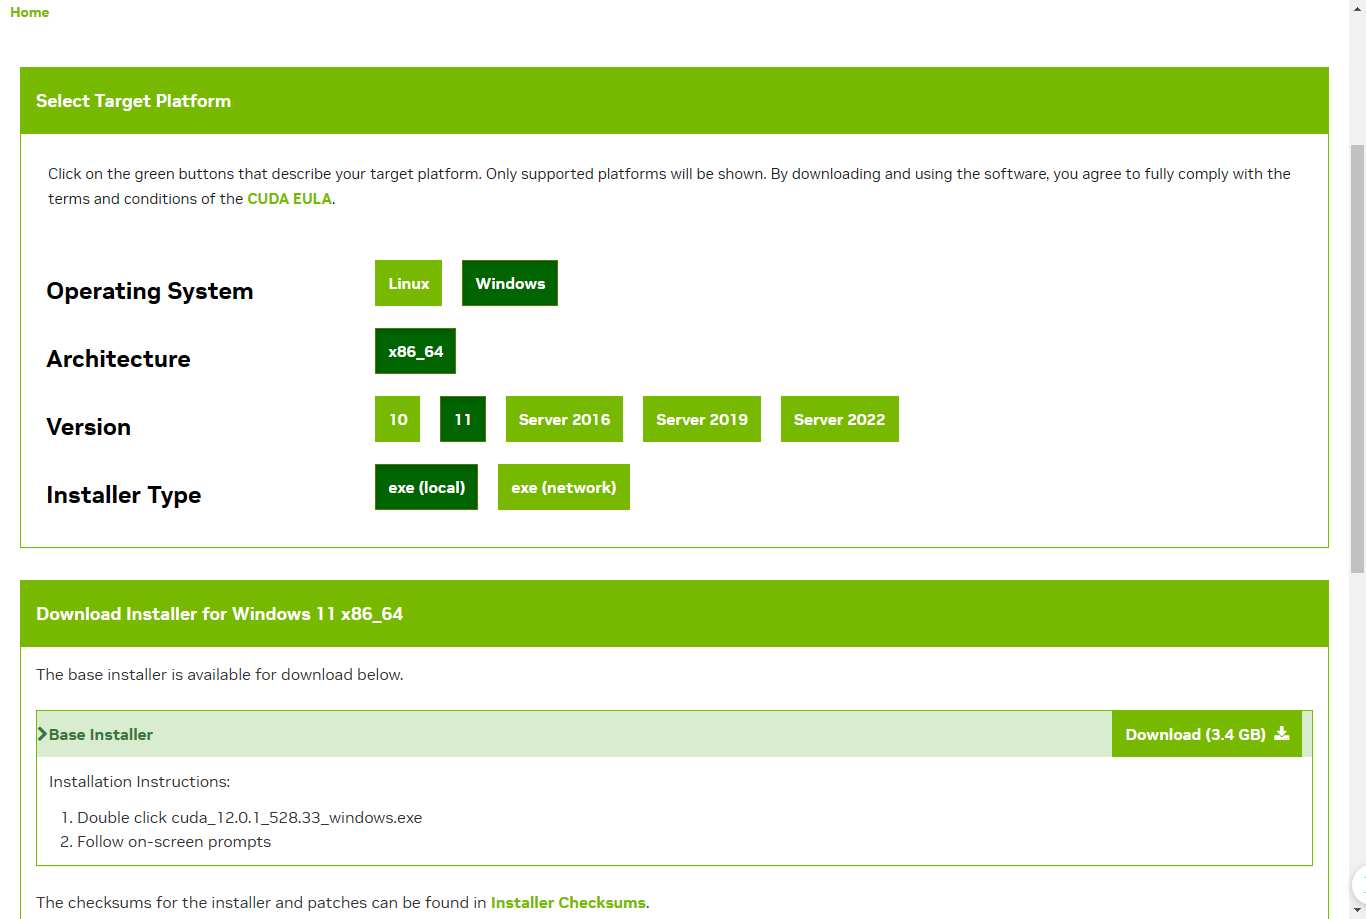 Home
Select Target Platform
Click on the green buttons that describe your target platform. Only supported platforms will be shown. By downloading and using the software, you agree to fully comply with the
terms and conditions of the CUDA EULA.
Operating System
Linux Windows
Architecture
x86_64
Version
10 11 Server 2016 Server 2019 Server 2022
Installer Type
exe (local) exe (network)
Download Installer for Windows 11 x86_64
The base installer is available for download below.
Base Installer Download (3.4 GB)
Installation Instructions:
1. Double click cuda_12.0.1_528.33_windows.exe
2. Follow on-screen prompts
The checksums for the installer and patches can be found in Installer Checksums.